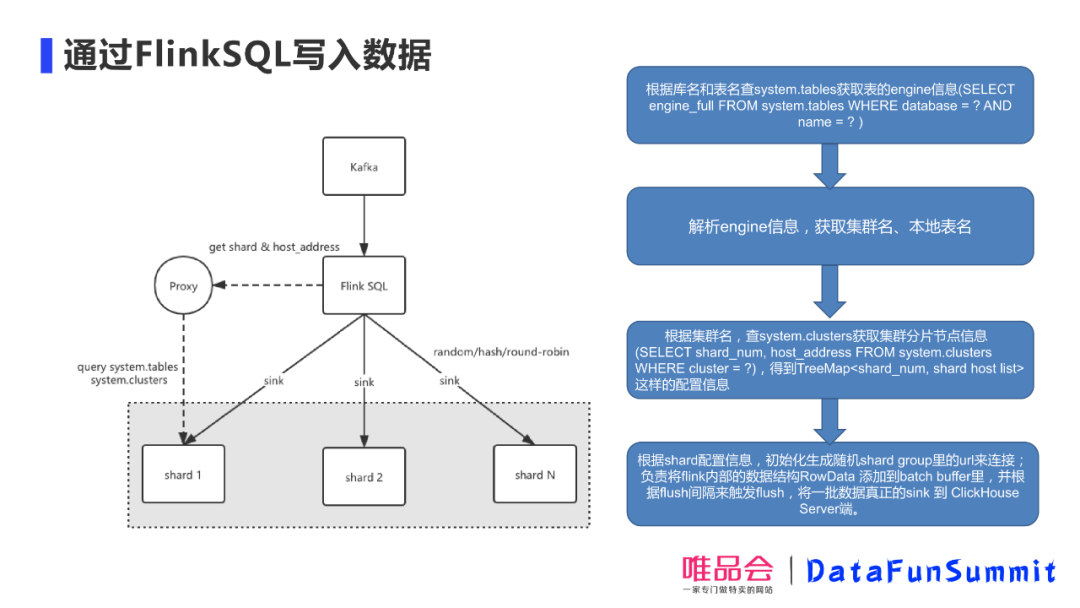 通过FlinkSQL写入数据
Kafka
get shard & host_address
Proxy
Flink SQL
query system.tables
system.clusters
random/hash/round-robin
sink
sink
sink
shard 1
shard 2
shard N
根据库名和表名查system.tables获取表的engine信息(SELECT
engine_full FROM system.tables WHERE database = ? AND
name = ? )
解析engine信息，获取集群名、本地表名
根据集群名，查system.clusters获取集群分片节点信息
(SELECT shard_num, host_address FROM system.clusters
WHERE cluster = ?)，得到TreeMap<shard_num, shard host list>
这样的配置信息
根据shard配置信息，初始化生成随机shard group里的url来连接；
负责将flink内部的数据结构RowData 添加到batch buffer里，并根
据flush间隔来触发flush，将一批数据真正的sink 到 ClickHouse
Server端。
唯品会
一家专门做特卖的网站
DataFunSummit